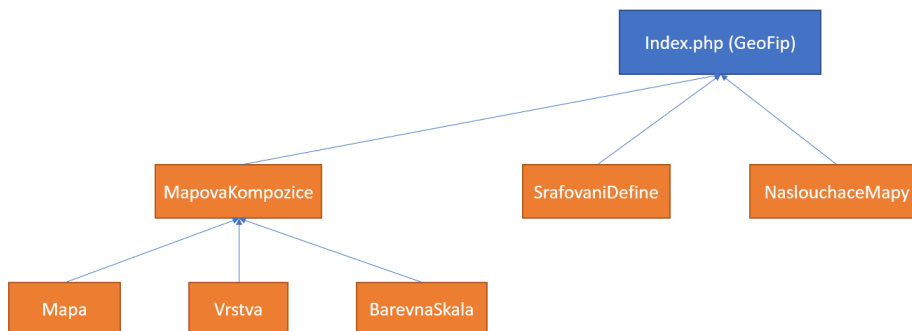 Index.php (GeoFip)
MapovaKompozice
SrafovaniDefine
NaslouchaceMapy
Mapa
Vrstva
BarevnaSkala